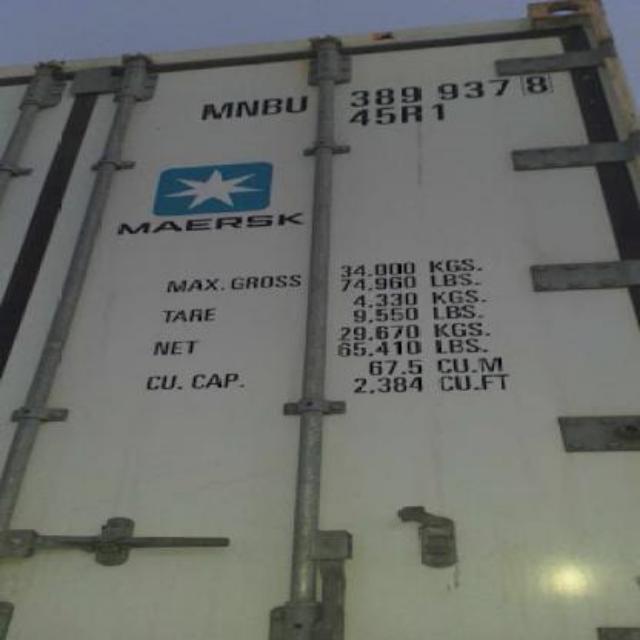 MNBU 389 937 8
45R1
MAERSK
MAX. GROSS 34.000 KGS.
74.960 LBS.
TARE 4.330 KGS.
9.550 LBS.
NET 29.670 KGS.
65.410 LBS.
CU. CAP. 67.5 CU.M
2.384 CU.FT